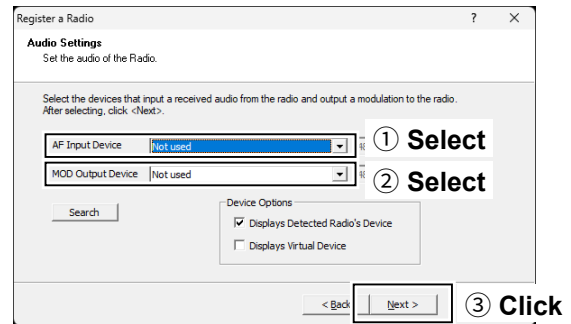 Register a Radio ? ×
Audio Settings
Set the audio of the Radio.
Select the devices that input a received audio from the radio and output a modulation to the radio.
After selecting, click <Next>.
AF Input Device Not used ① Select
MOD Output Device Not used ② Select
Search
Device Options
Displays Detected Radio's Device
Displays Virtual Device
< Back Next > ③ Click